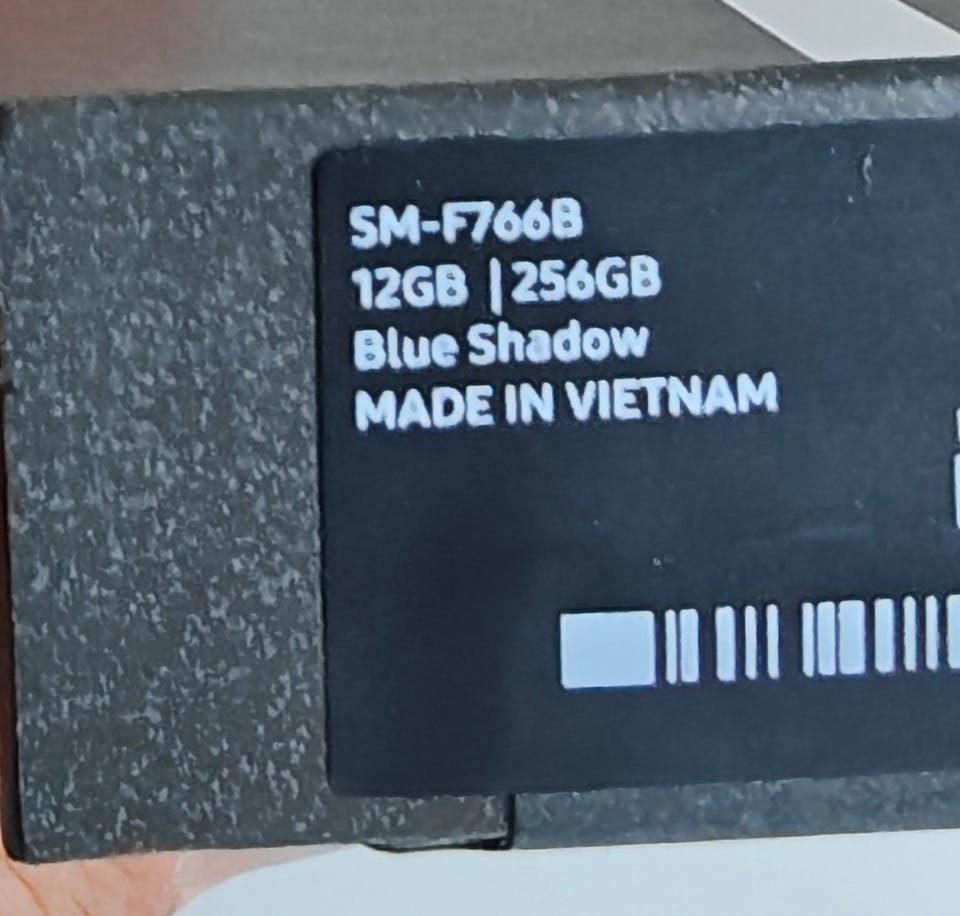 SM-F766B
12GB | 256GB
Blue Shadow
MADE IN VIETNAM